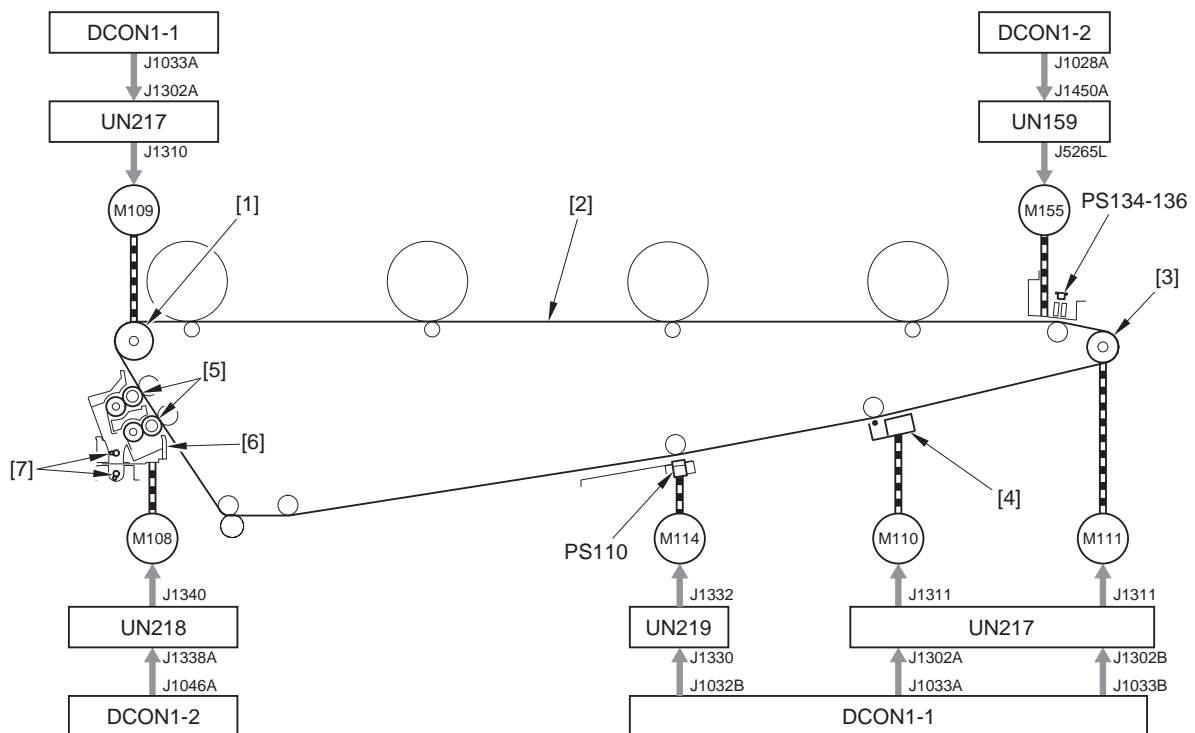 DCON1-1
DCON1-2
J1033A
J1028A
J1302A
J1450A
UN217
UN159
J1310
J5265L
M109
[1]
[2]
M155
PS134-136
[3]
[5]
[6]
[7]
[4]
PS110
M108
M114
M110
M111
J1340
J1332
J1311
J1311
UN218
UN219
UN217
J1338A
J1330
J1302A
J1302B
J1046A
J1032B
J1033A
J1033B
DCON1-2
DCON1-1